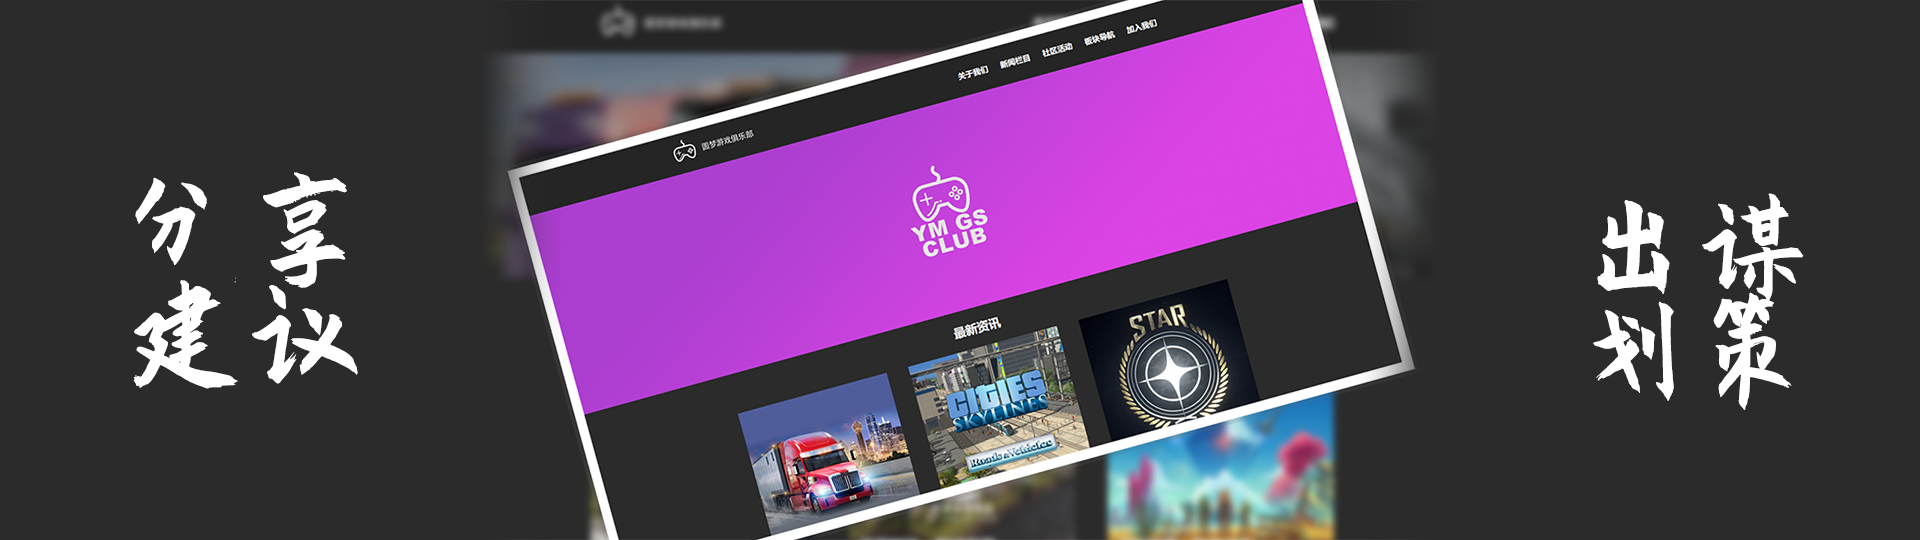 分享
建议
关于我们 新闻栏目 社区活动 板块导航 加入我们
圆梦游戏俱乐部
YM GS
CLUB
最新资讯
CITIES
SKYLINES
Roads & Vehicles
STAR
出谋
划策